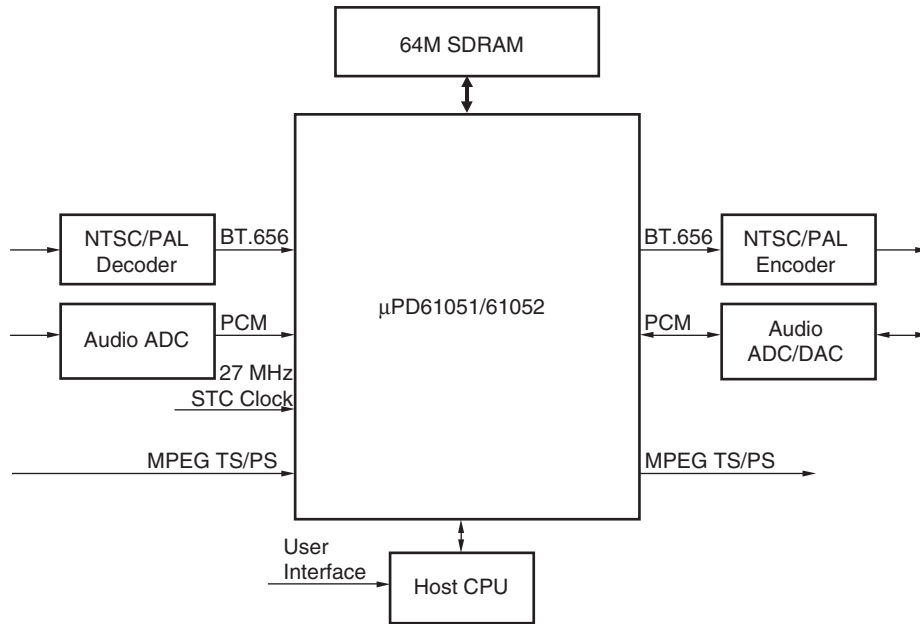 64M SDRAM
NTSC/PAL
Decoder
BT.656
BT.656
NTSC/PAL
Encoder
μPD61051/61052
Audio ADC
PCM
PCM
Audio
ADC/DAC
27 MHz
STC Clock
MPEG TS/PS
MPEG TS/PS
User
Interface
Host CPU